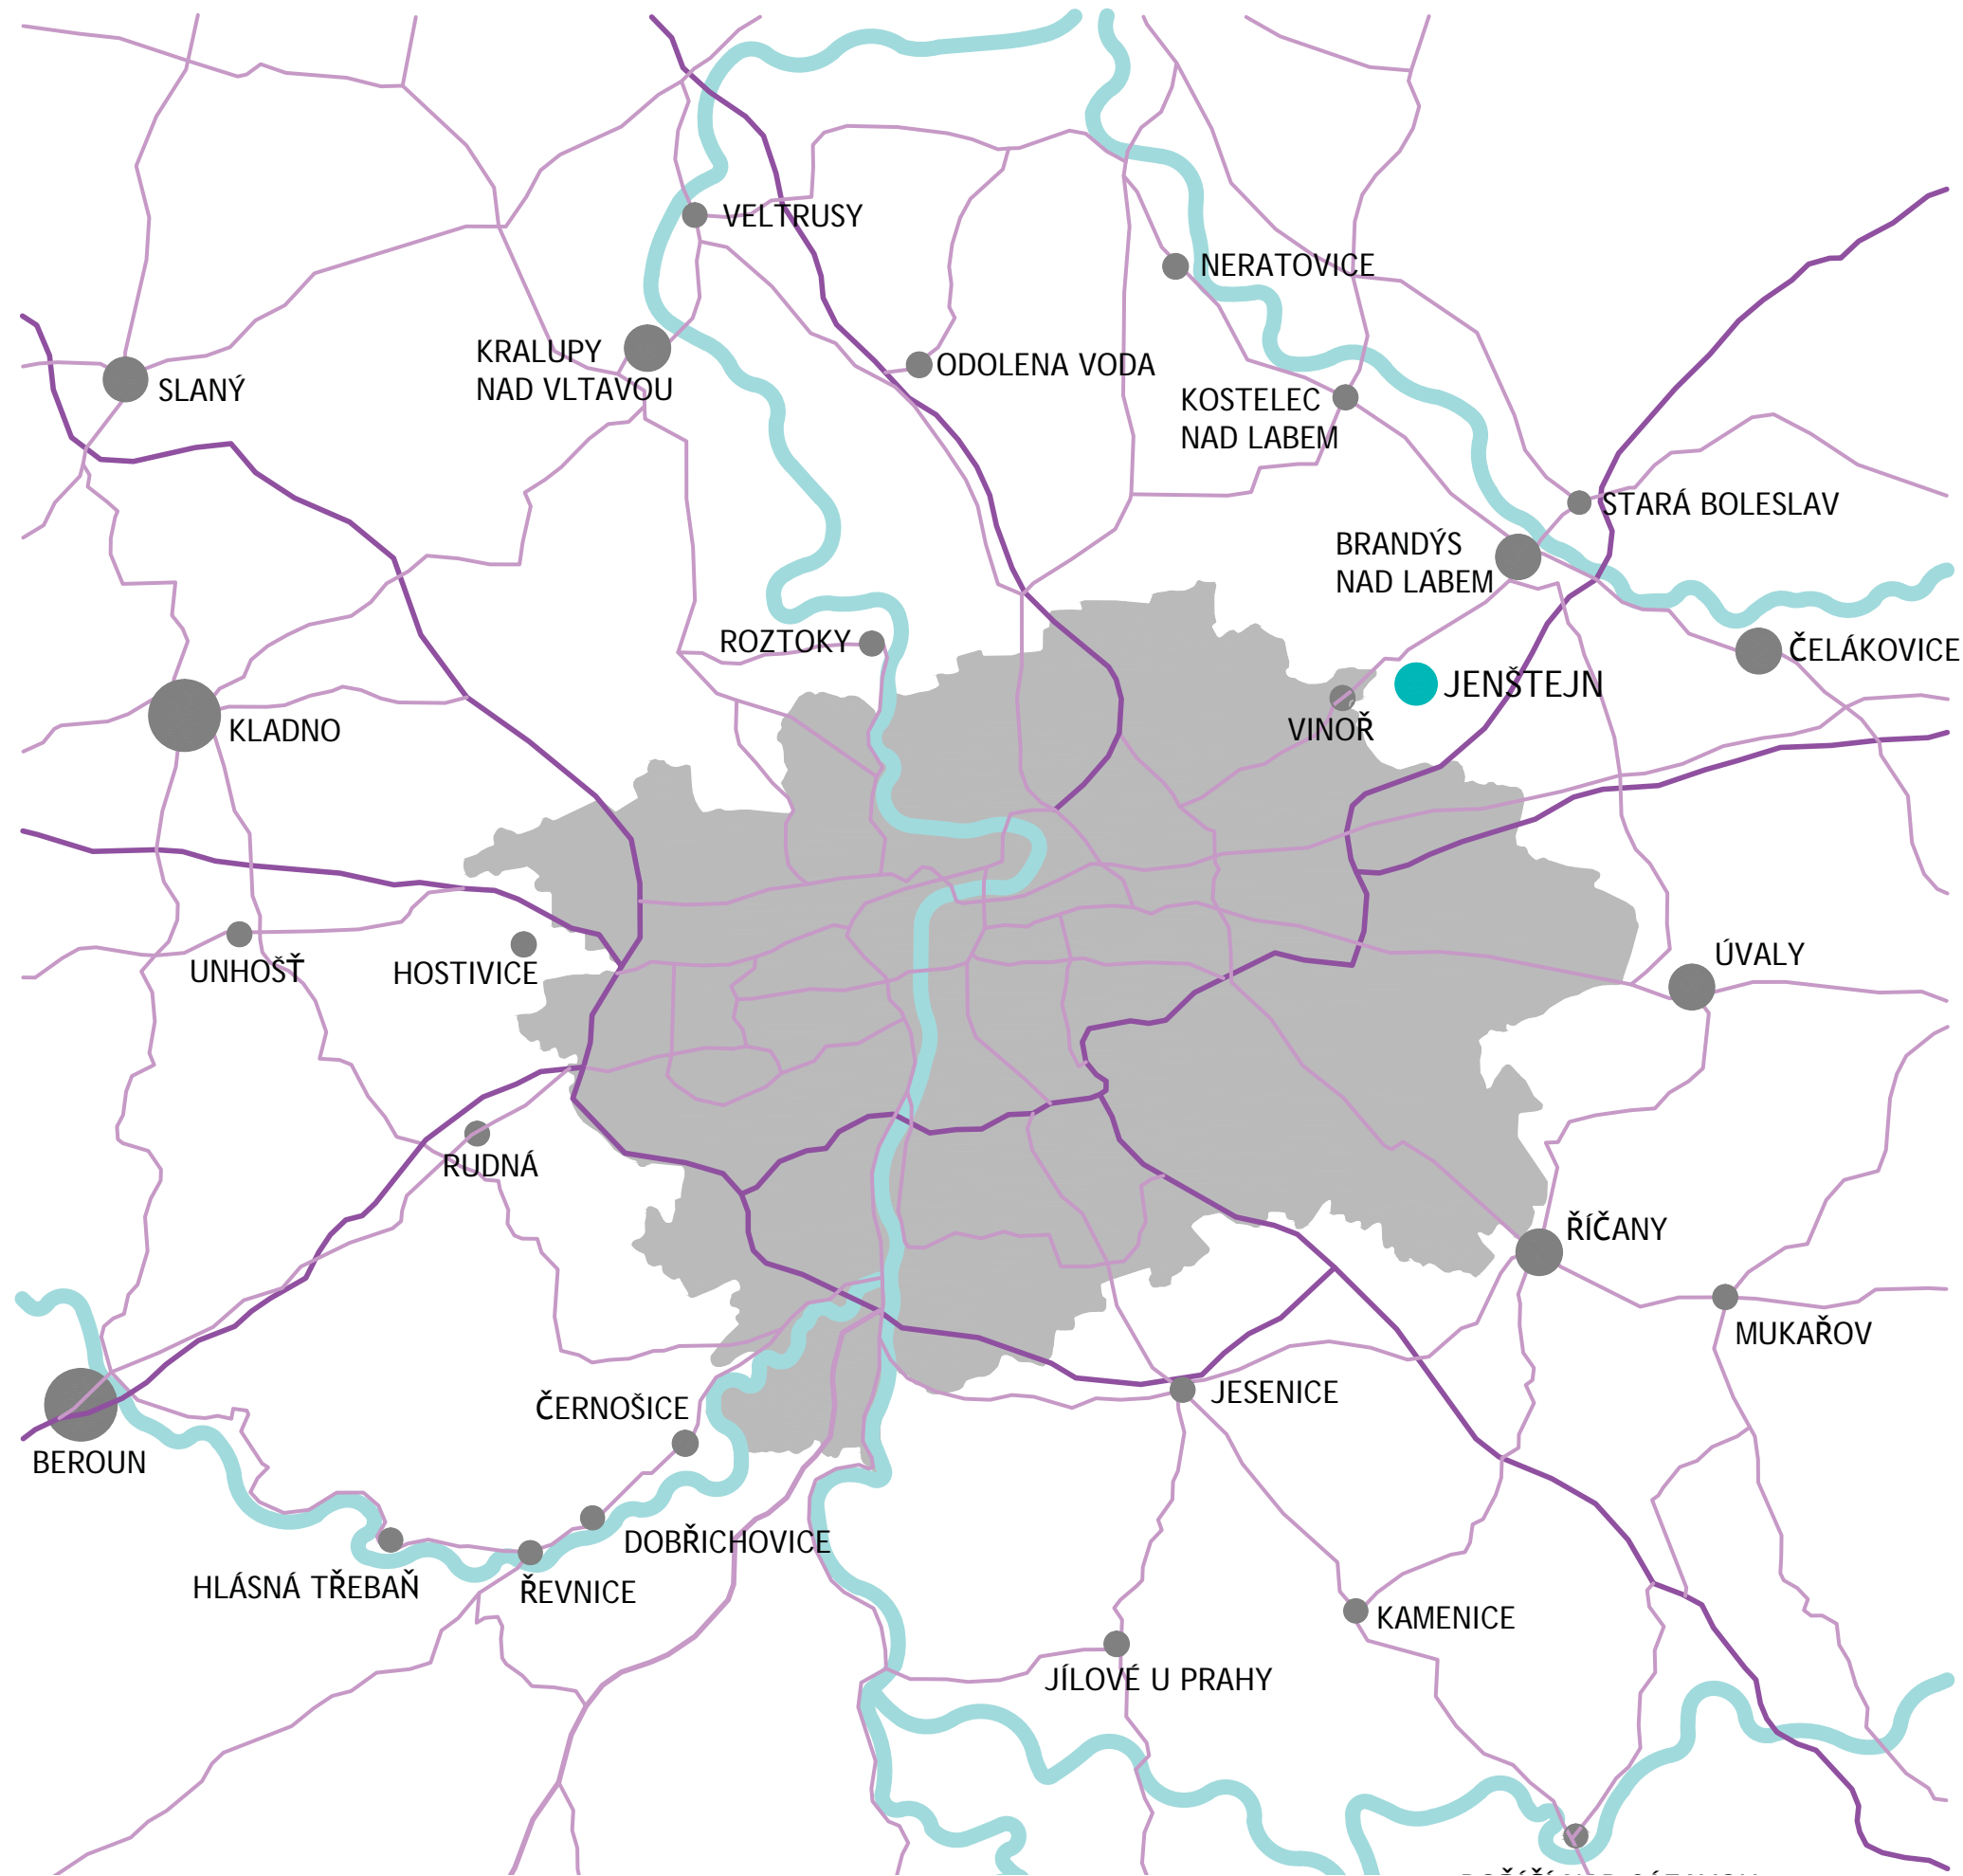 VELTRUSY
NERATOVICE
KRALUPY
NAD VLTAVOU
ODOLENA VODA
SLANÝ
KOSTELEC
NAD LABEM
STARÁ BOLESLAV
BRANDÝS
NAD LABEM
ROZTOKY
ČELÁKOVICE
JENŠTEJN
KLADNO
VINOŘ
ÚVALY
UNHOŠŤ
HOSTIVICE
RUDNÁ
ŘÍČANY
MUKAŘOV
JESENICE
ČERNOŠICE
BEROUN
DOBŘICHOVICE
HLÁSNÁ TŘEBAŇ
ŘEVNICE
KAMENICE
JÍLOVÉ U PRAHY